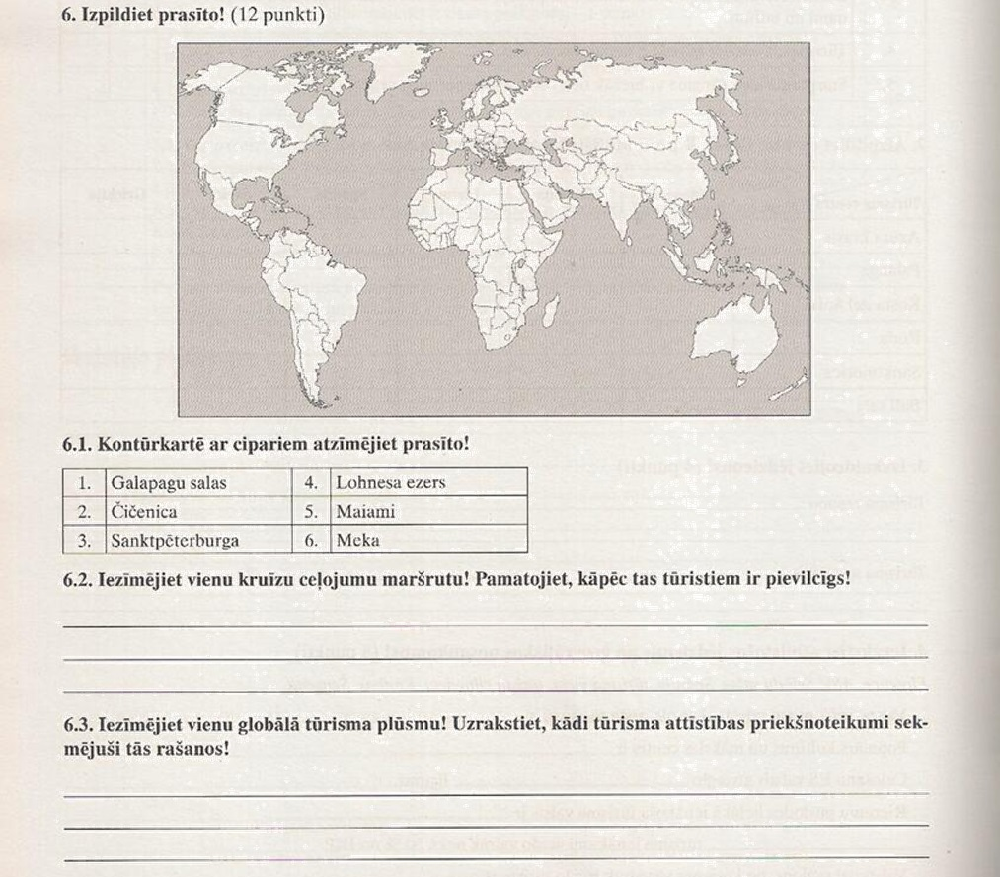 6. Izpildiet prasīto! (12 punkti)
6.1. Kontūrkartē ar cipariem atzīmējiet prasīto!
1. Galapagu salas 4. Lohnesa ezers
2. Čičenica 5. Maiami
3. Sanktpēterburga 6. Meka
6.2. Iezīmējiet vienu kruīzu ceļojumu maršrutu! Pamatojiet, kāpēc tas tūristiem ir pievilcīgs!
6.3. Iezīmējiet vienu globālā tūrisma plūsmu! Uzrakstiet, kādi tūrisma attīstības priekšnoteikumi sek-
mējuši tās rašanos!